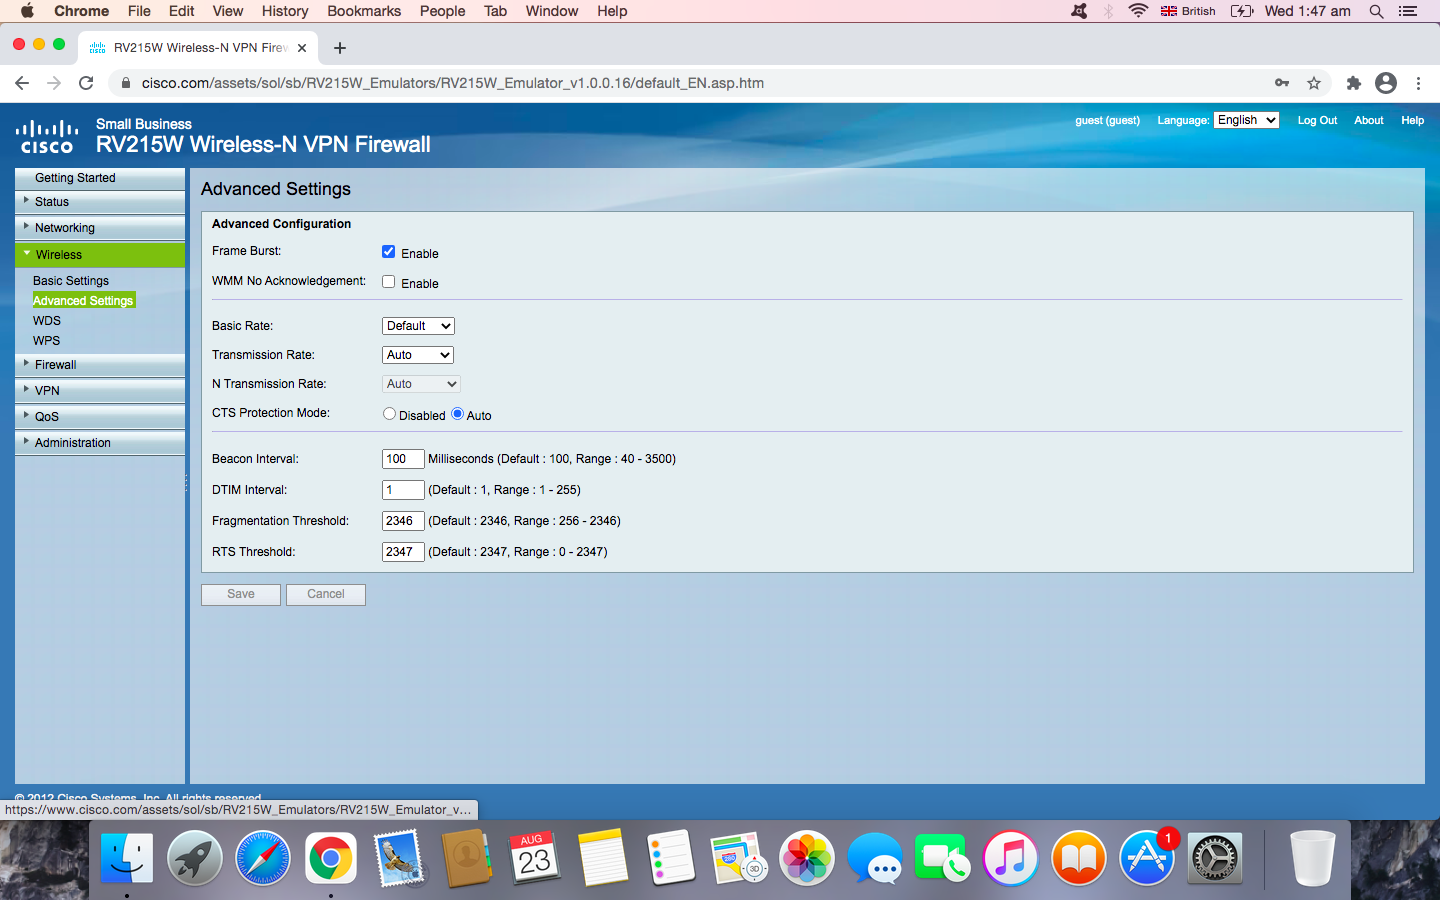 Chrome File Edit View History Bookmarks People Tab Window Help British Wed 1:47 am
RV215W Wireless-N VPN Firew
cisco.com/assets/sol/sb/RV215W_Emulators/RV215W_Emulator_v1.0.0.16/default_EN.asp.htm
cisco
Small Business
RV215W Wireless-N VPN Firewall
guest (guest) Language: English Log Out About Help
Getting Started
Status
Networking
Wireless
Basic Settings
Advanced Settings
WDS
WPS
Firewall
VPN
QoS
Administration
Advanced Settings
Advanced Configuration
Frame Burst: Enable
WMM No Acknowledgement: Enable
Basic Rate: Default
Transmission Rate: Auto
N Transmission Rate: Auto
CTS Protection Mode: Disabled Auto
Beacon Interval: 100 Milliseconds (Default : 100, Range : 40 - 3500)
DTIM Interval: 1 (Default : 1, Range : 1 - 255)
Fragmentation Threshold: 2346 (Default : 2346, Range : 256 - 2346)
RTS Threshold: 2347 (Default : 2347, Range : 0 - 2347)
Save Cancel
© 2012 Cisco Systems, Inc. All rights reserved.
https://www.cisco.com/assets/sol/sb/RV215W_Emulators/RV215W_Emulator_v...
AUG
23
280
3D
1